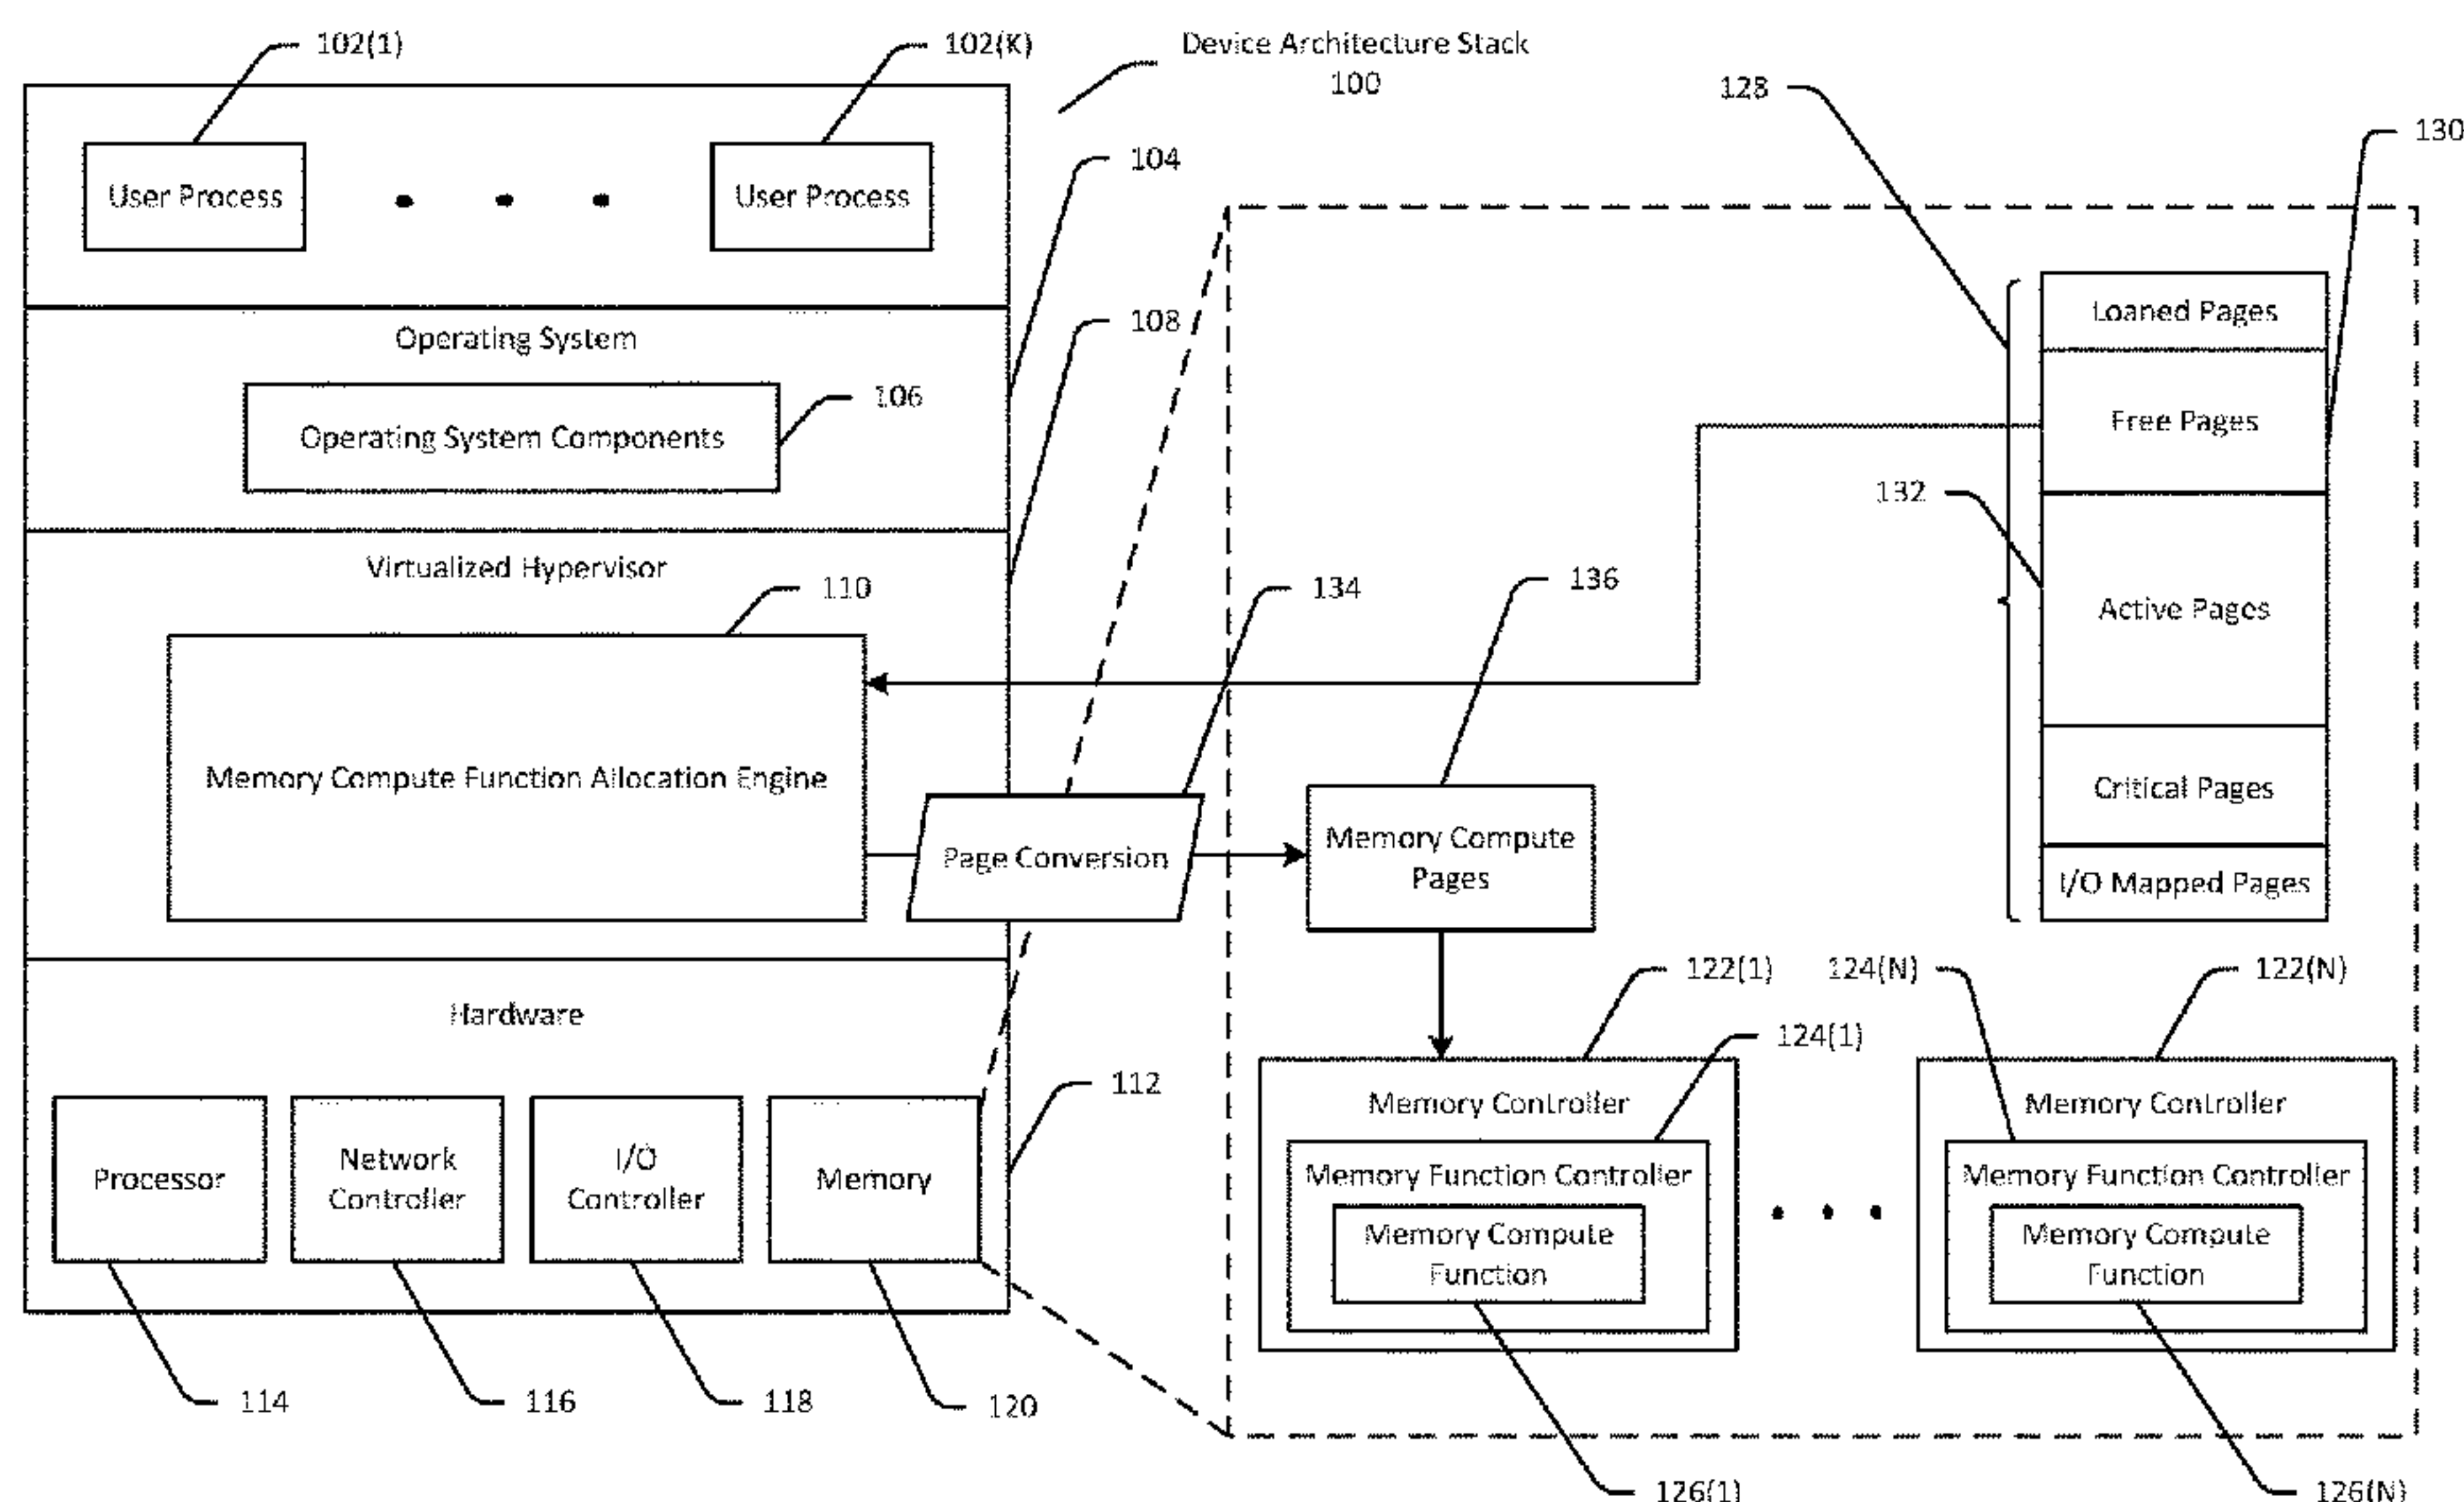 102(1)
102(K)
Device Architecture Stack
100
128
130
104
User Process
User Process
108
Loaned Pages
Operating System
106
Operating System Components
Free Pages
132
Virtualized Hypervisor
110
134
136
Active Pages
Memory Compute Function Allocation Engine
Page Conversion
Memory Compute
Pages
Critical Pages
I/O Mapped Pages
122(1)
124(N)
122(N)
Hardware
124(1)
112
Memory Controller
Memory Controller
Processor
Network
Controller
I/O
Controller
Memory
Memory Function Controller
Memory Function Controller
Memory Compute
Function
Memory Compute
Function
114
116
118
120
126(1)
126(N)